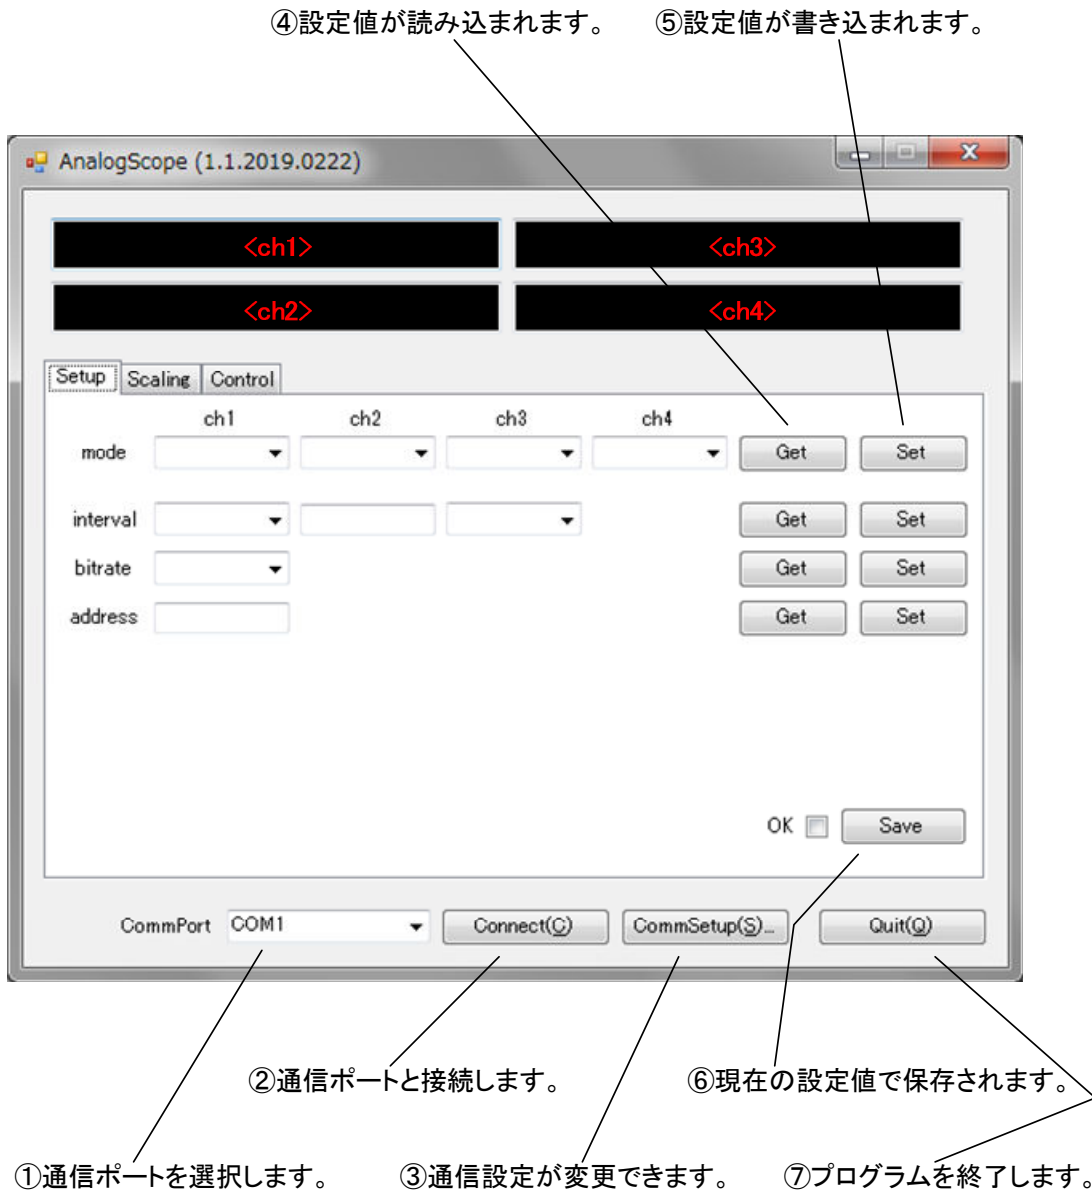 ④設定値が読み込まれます。 ⑤設定値が書き込まれます。
AnalogScope (1.1.2019.0222)
<ch1> <ch3>
<ch2> <ch4>
Setup Scaling Control
ch1 ch2 ch3 ch4
mode Get Set
interval Get Set
bitrate Get Set
address Get Set
OK Save
CommPort COM1 Connect(C) CommSetup(S)... Quit(Q)
②通信ポートと接続します。 ⑥現在の設定値で保存されます。
①通信ポートを選択します。 ③通信設定が変更できます。 ⑦プログラムを終了します。